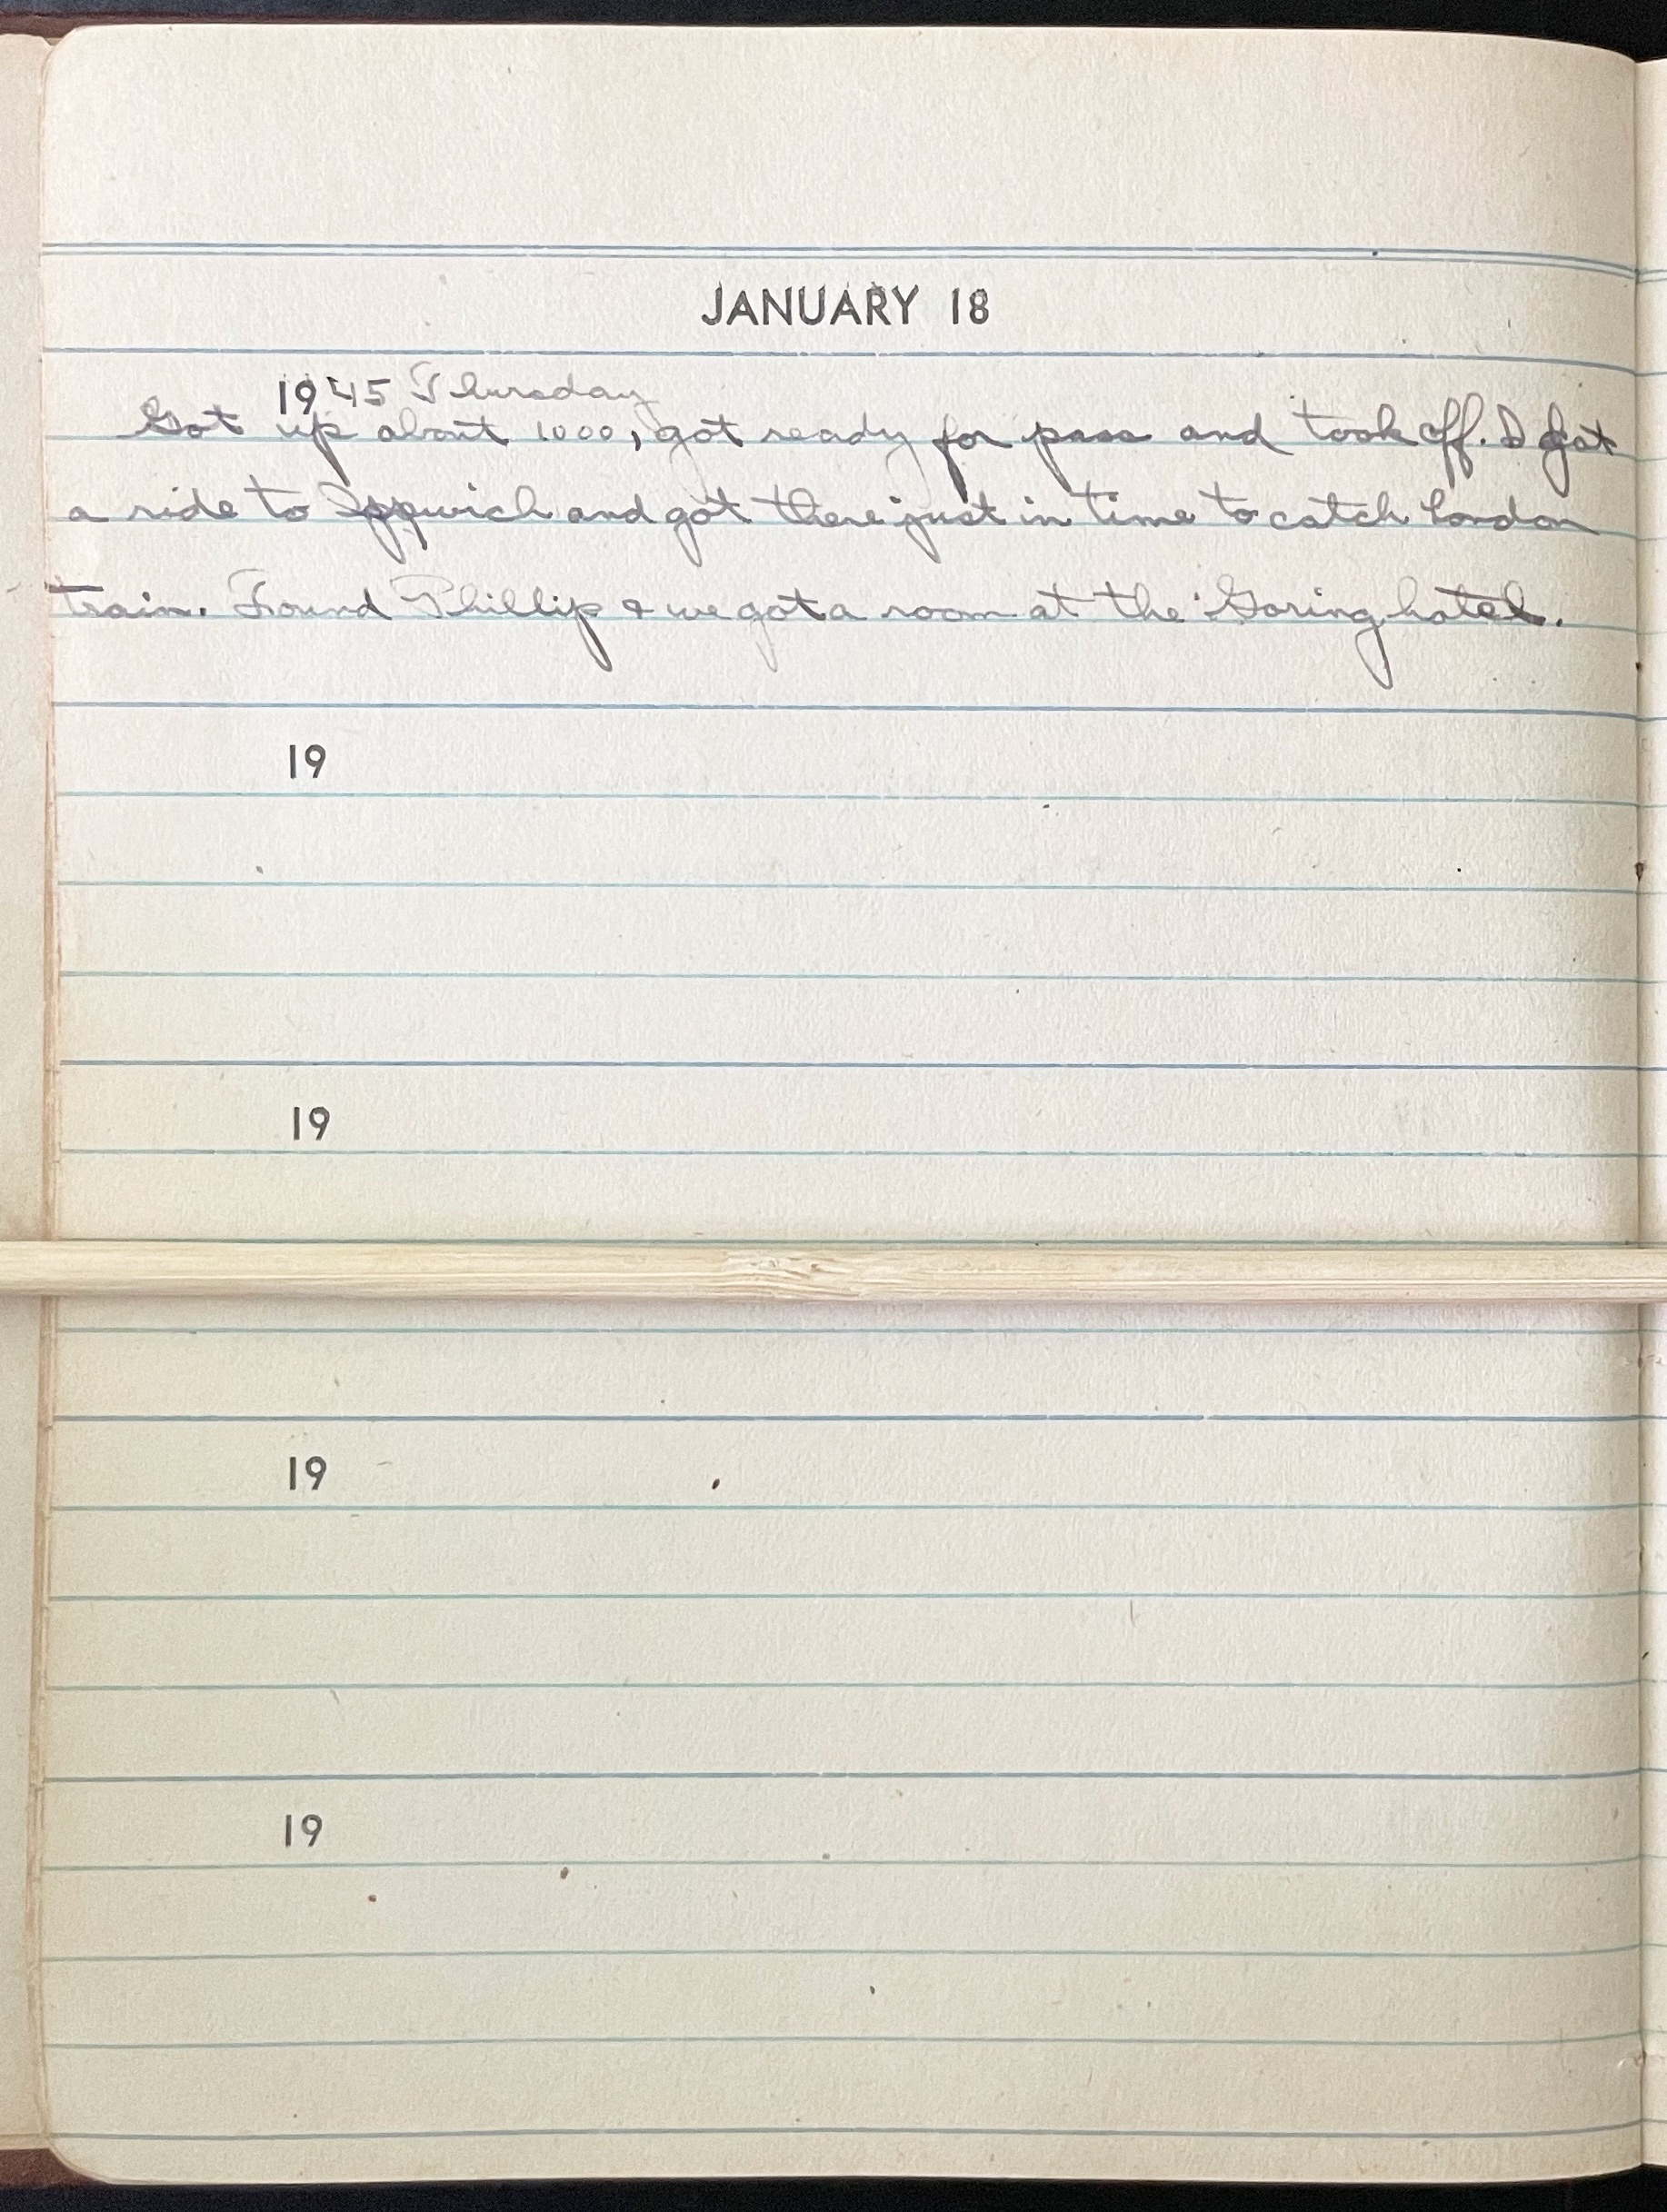 JANUARY 18
1945 Thursday
Got up about 1000, got ready for pass and took off. I got
a ride to Ippwich and got there just in time to catch London
train. Found Phillip & we got a room at the Goring hotel.
19
19
19
19